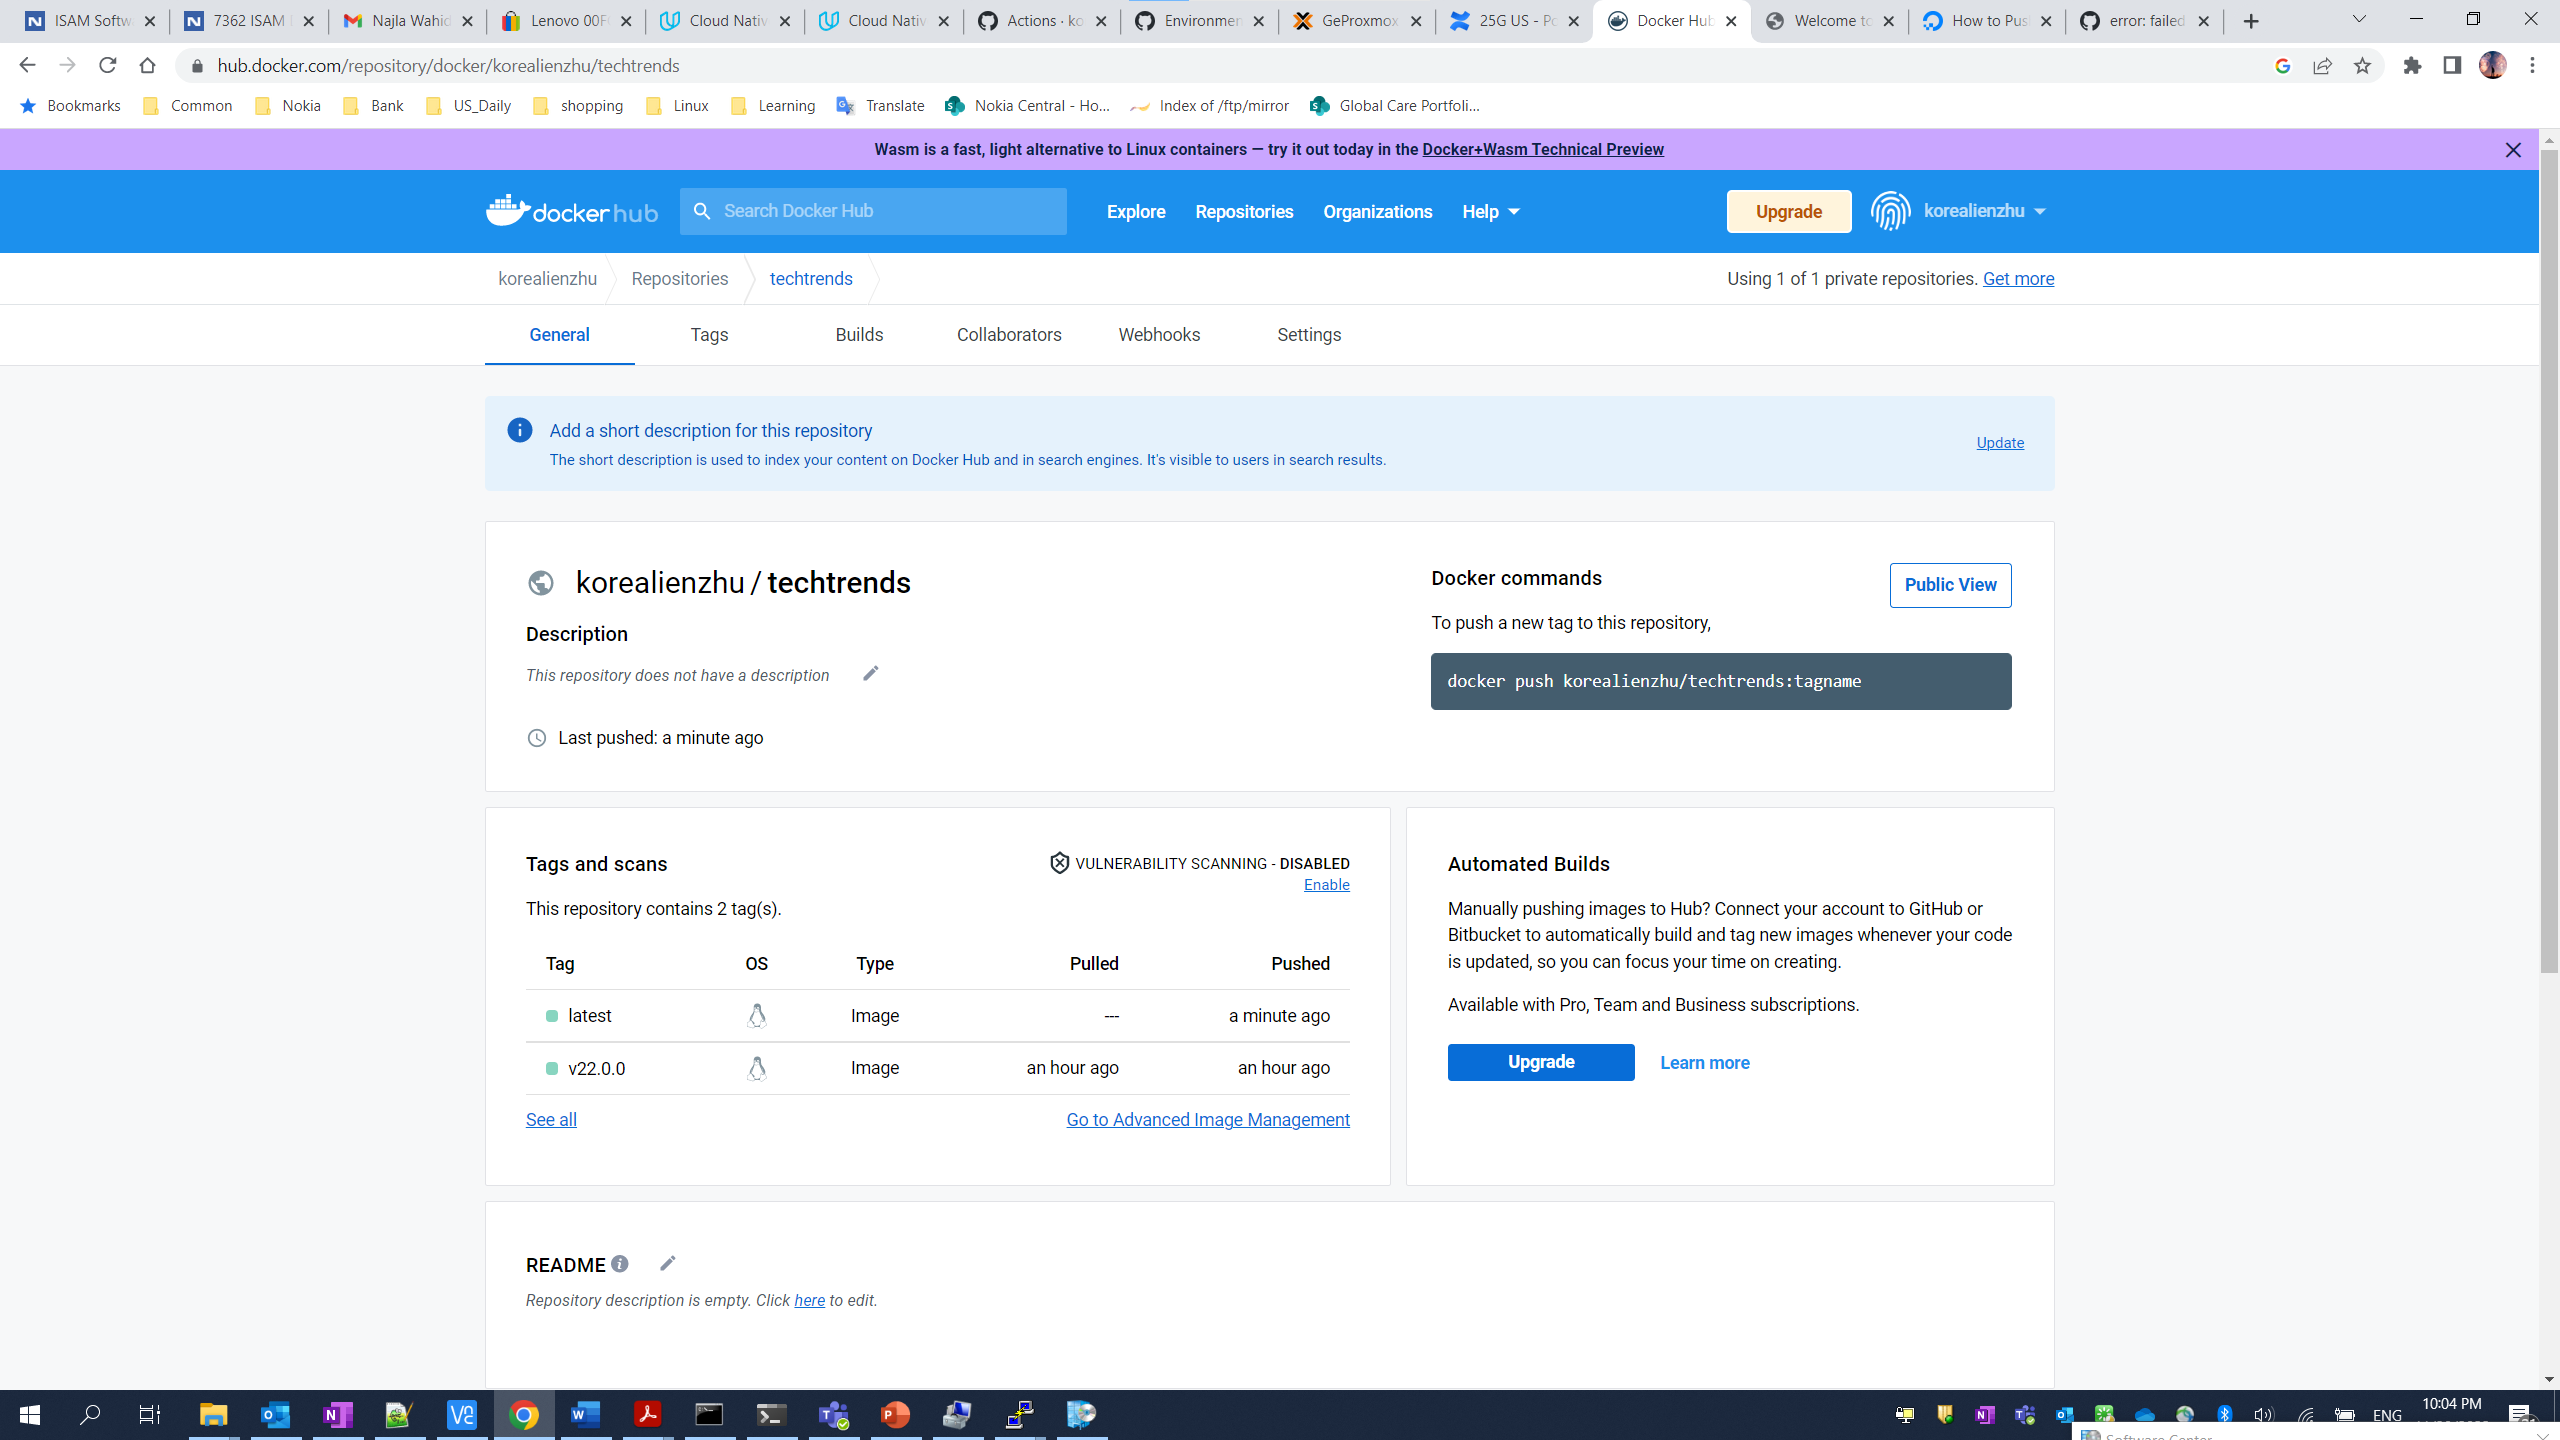 ISAM Softw
7362 ISAM
Najla Wahid
Lenovo 00F
Cloud Nativ
Cloud Nativ
Actions · ko
Environmen
GeProxmox
25G US - Po
Docker Hub
Welcome to
How to Pus
error: failed
hub.docker.com/repository/docker/korealienzhu/techtrends
Bookmarks Common Nokia Bank US_Daily shopping Linux Learning Translate Nokia Central - Ho... Index of /ftp/mirror Global Care Portfoli...
Wasm is a fast, light alternative to Linux containers — try it out today in the Docker+Wasm Technical Preview
docker hub Search Docker Hub Explore Repositories Organizations Help Upgrade korealienzhu
korealienzhu Repositories techtrends Using 1 of 1 private repositories. Get more
General Tags Builds Collaborators Webhooks Settings
Add a short description for this repository
The short description is used to index your content on Docker Hub and in search engines. It's visible to users in search results.
Update
korealienzhu / techtrends
Description
This repository does not have a description
Last pushed: a minute ago
Docker commands
Public View
To push a new tag to this repository,
docker push korealienzhu/techtrends:tagname
Tags and scans
VULNERABILITY SCANNING - DISABLED
Enable
This repository contains 2 tag(s).
Tag OS Type Pulled Pushed
latest Image --- a minute ago
v22.0.0 Image an hour ago an hour ago
See all Go to Advanced Image Management
Automated Builds
Manually pushing images to Hub? Connect your account to GitHub or
Bitbucket to automatically build and tag new images whenever your code
is updated, so you can focus your time on creating.
Available with Pro, Team and Business subscriptions.
Upgrade Learn more
README
Repository description is empty. Click here to edit.
ENG
10:04 PM
Software Center